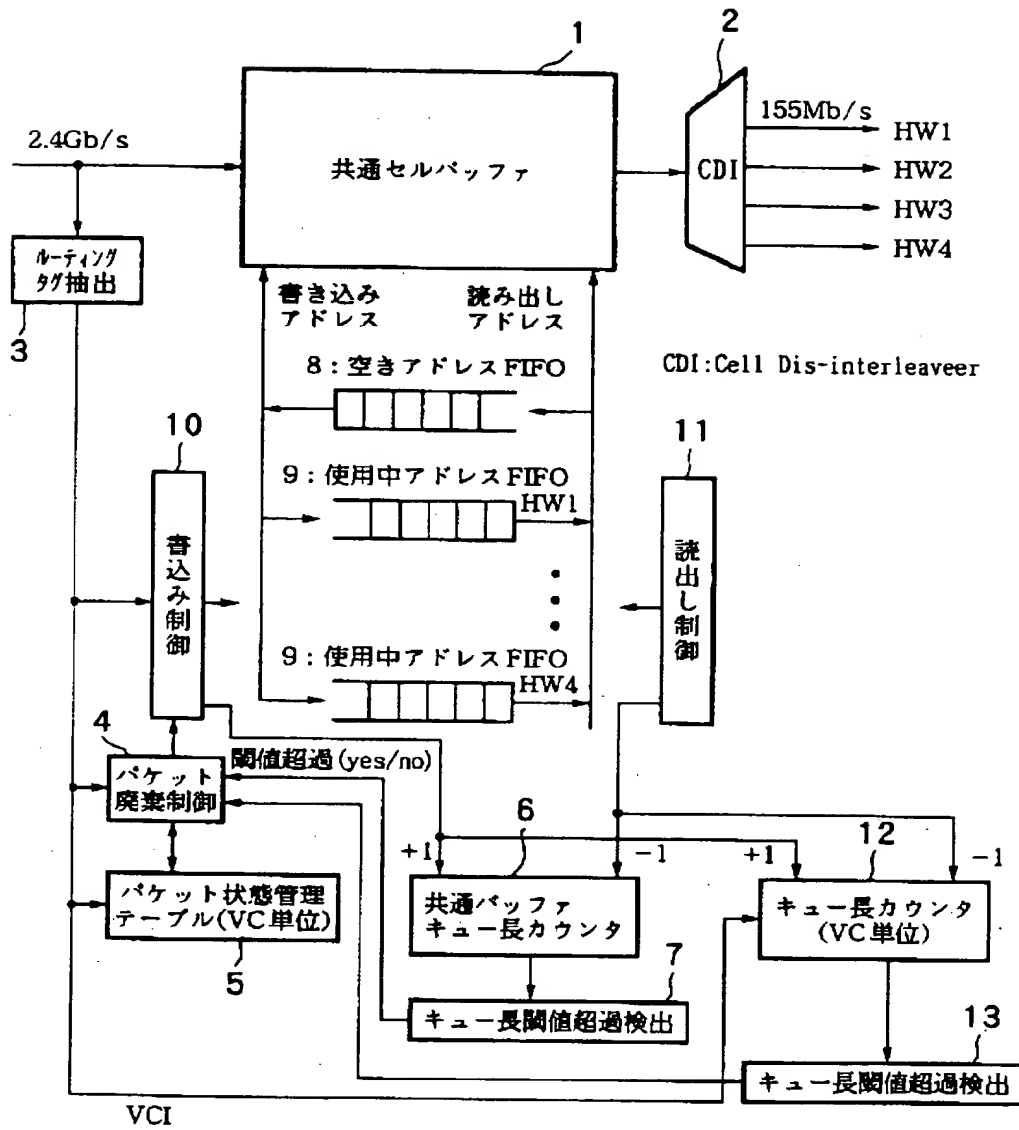 1
2
2.4Gb/s
共通セルバッファ
CDI
155Mb/s
HW1
HW2
HW3
HW4
ルーティング
タグ抽出
3
書き込み
アドレス
読み出し
アドレス
8:空きアドレスFIFO
CDI:Cell Dis-interleaveer
10
11
9:使用中アドレスFIFO
HW1
書込み制御
読出し制御
9:使用中アドレスFIFO
HW4
4
閾値超過(yes/no)
パケット
廃棄制御
6
12
+1
-1
+1
-1
パケット状態管理
テーブル(VC単位)
5
共通バッファ
キュー長カウンタ
キュー長カウンタ
(VC単位)
7
キュー長閾値超過検出
13
キュー長閾値超過検出
VCI